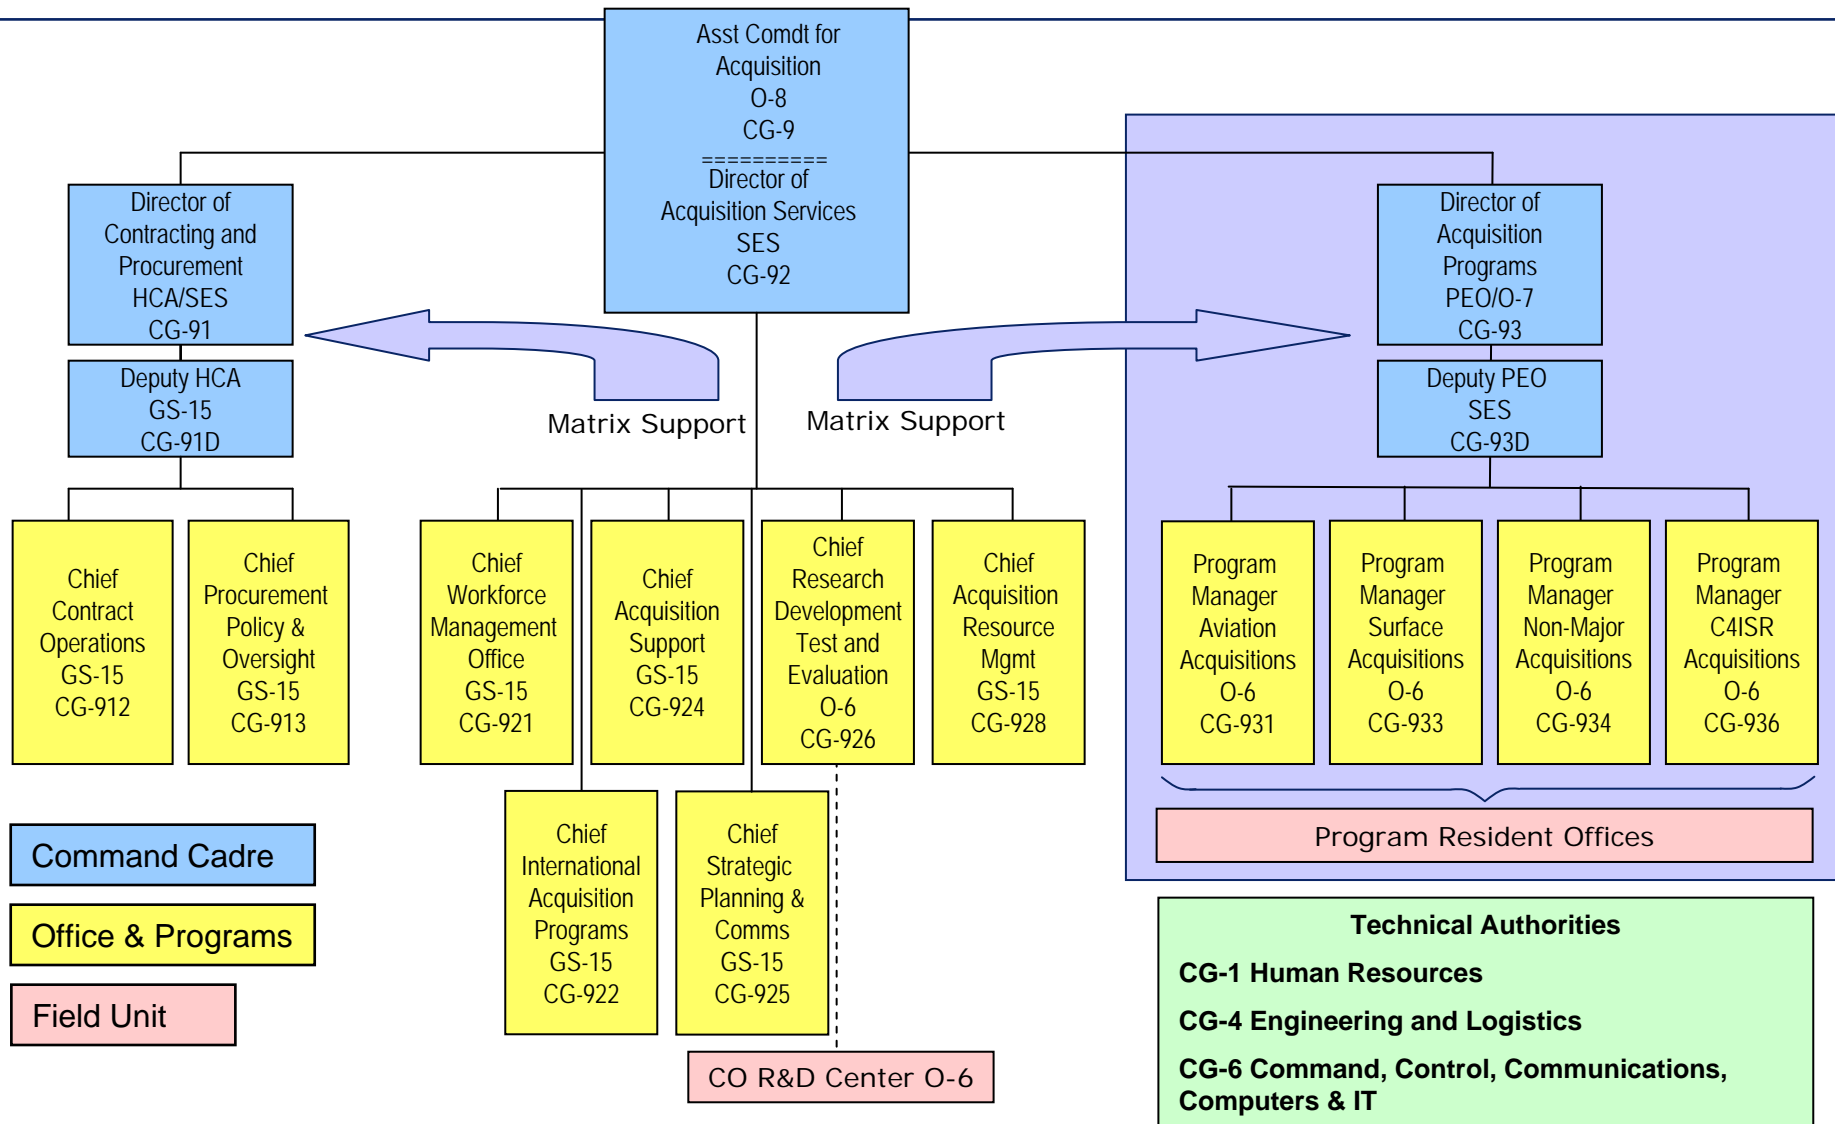 Asst Comdt for
Acquisition
O-8
CG-9
==========
Director of
Acquisition Services
SES
CG-92
Director of
Contracting and
Procurement
HCA/SES
CG-91
Deputy HCA
GS-15
CG-91D
Director of
Acquisition
Programs
PEO/O-7
CG-93
Deputy PEO
SES
CG-93D
Matrix Support
Matrix Support
Chief
Contract
Operations
GS-15
CG-912
Chief
Procurement
Policy &
Oversight
GS-15
CG-913
Chief
Workforce
Management
Office
GS-15
CG-921
Chief
Acquisition
Support
GS-15
CG-924
Chief
Research
Development
Test and
Evaluation
O-6
CG-926
Chief
Acquisition
Resource
Mgmt
GS-15
CG-928
Program
Manager
Aviation
Acquisitions
O-6
CG-931
Program
Manager
Surface
Acquisitions
O-6
CG-933
Program
Manager
Non-Major
Acquisitions
O-6
CG-934
Program
Manager
C4ISR
Acquisitions
O-6
CG-936
Chief
International
Acquisition
Programs
GS-15
CG-922
Chief
Strategic
Planning &
Comms
GS-15
CG-925
Program Resident Offices
CO R&D Center O-6
Command Cadre
Office & Programs
Field Unit
Technical Authorities
CG-1 Human Resources
CG-4 Engineering and Logistics
CG-6 Command, Control, Communications,
Computers & IT